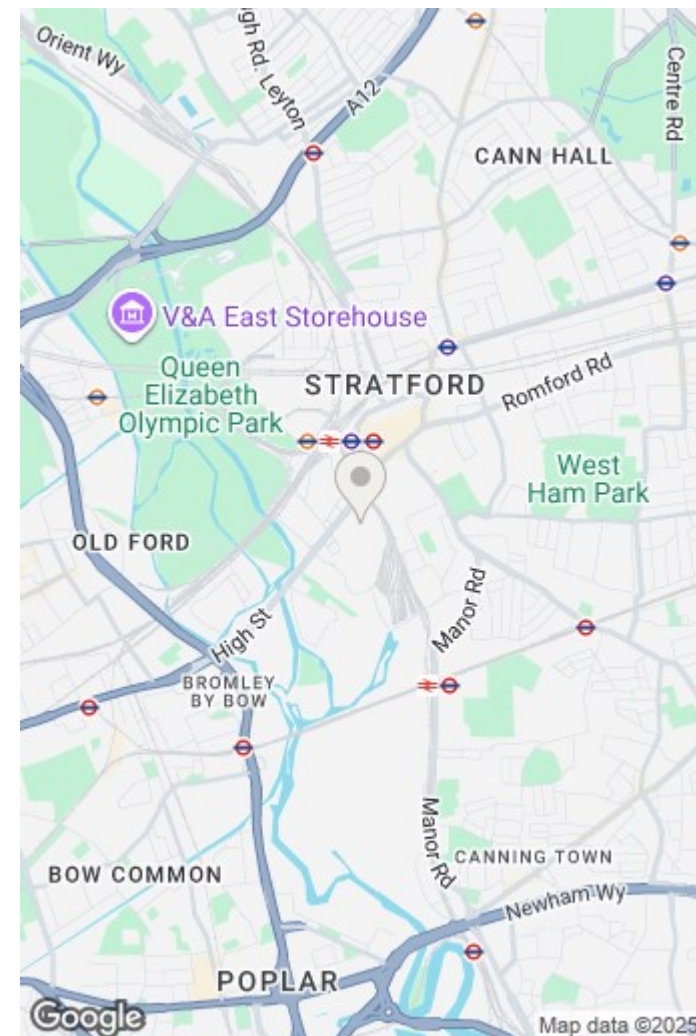 Orient Wy
gh Rd. Leyton
A12
Centre Rd
CANN HALL
V&A East Storehouse
Queen
Elizabeth
Olympic Park
STRATFORD
Romford Rd
West
Ham Park
OLD FORD
High St
Manor Rd
BROMLEY
BY BOW
Manor Rd
CANNING TOWN
BOW COMMON
Newham Wy
POPLAR
Google
Map data ©2025